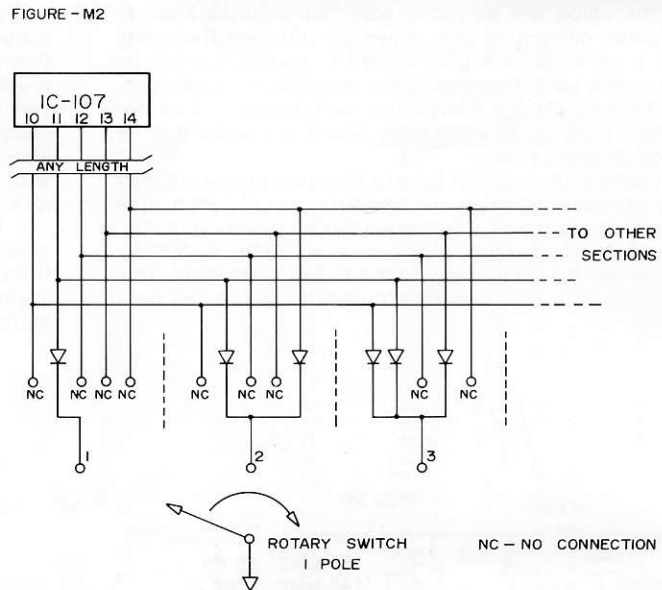 FIGURE-M2
IC-107
10 11 12 13 14
ANY LENGTH
TO OTHER
SECTIONS
NC NC NC NC NC NC NC NC NC
1 2 3
ROTARY SWITCH
1 POLE
NC - NO CONNECTION